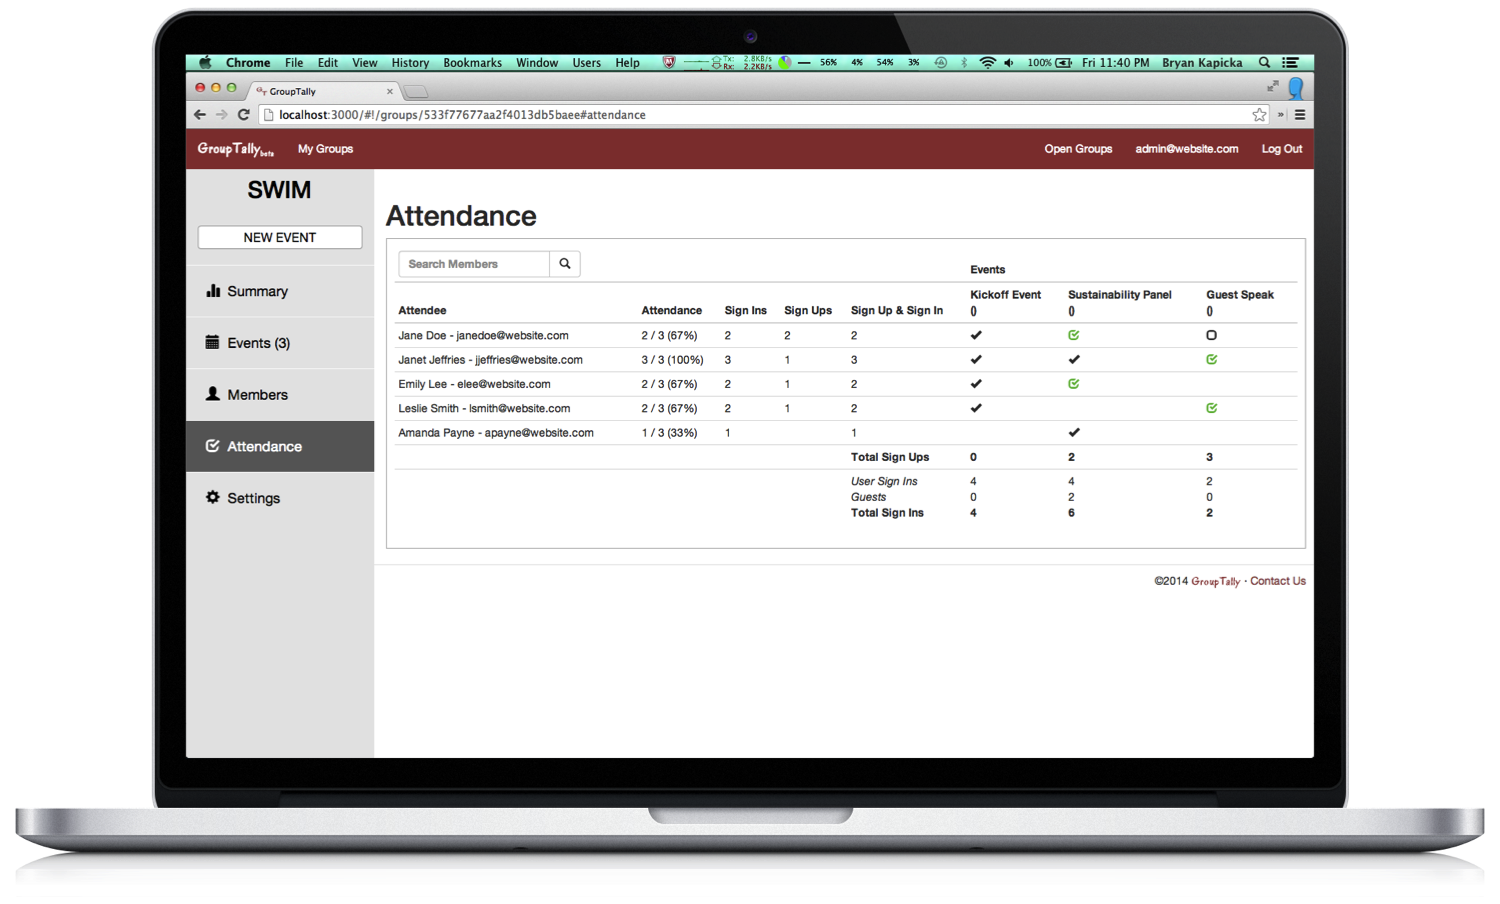 Chrome File Edit View History Bookmarks Window Users Help Tx: 2.8KB/s Rx: 2.2KB/s 56% 4% 54% 3% 100% Fri 11:40 PM Bryan Kapicka
GroupTally
localhost:3000/#!/groups/533f77677aa2f4013db5baee#attendance
GroupTally beta My Groups Open Groups admin@website.com Log Out
SWIM
NEW EVENT
Summary
Events (3)
Members
Attendance
Settings
Attendance
Search Members
Events
Attendee Attendance Sign Ins Sign Ups Sign Up & Sign In Kickoff Event () Sustainability Panel () Guest Speak ()
Jane Doe - janedoe@website.com 2 / 3 (67%) 2 2 2
Janet Jeffries - jjeffries@website.com 3 / 3 (100%) 3 1 3
Emily Lee - elee@website.com 2 / 3 (67%) 2 1 2
Leslie Smith - lsmith@website.com 2 / 3 (67%) 2 1 2
Amanda Payne - apayne@website.com 1 / 3 (33%) 1 1
Total Sign Ups 0 2 3
User Sign Ins 4 4 2
Guests 0 2 0
Total Sign Ins 4 6 2
©2014 GroupTally · Contact Us